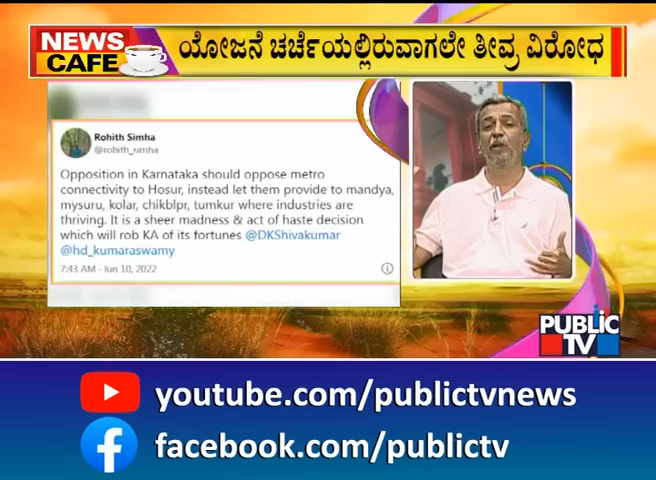 NEWS
CAFE
ಯೋಜನೆ ಚರ್ಚೆಯಲ್ಲಿರುವಾಗಲೇ ತೀವ್ರ ವಿರೋಧ
Rohith Simha
@rohith_simha
Opposition in Karnataka should oppose metro
connectivity to Hosur, instead let them provide to mandya,
mysuru, kolar, chikblpr, tumkur where industries are
thriving. It is a sheer madness & act of haste decision
which will rob KA of its fortunes @DKShivakumar
@hd_kumaraswamy
7:43 AM - Jun 10, 2022
PUBLiC
TV
youtube.com/publictvnews
facebook.com/publictv